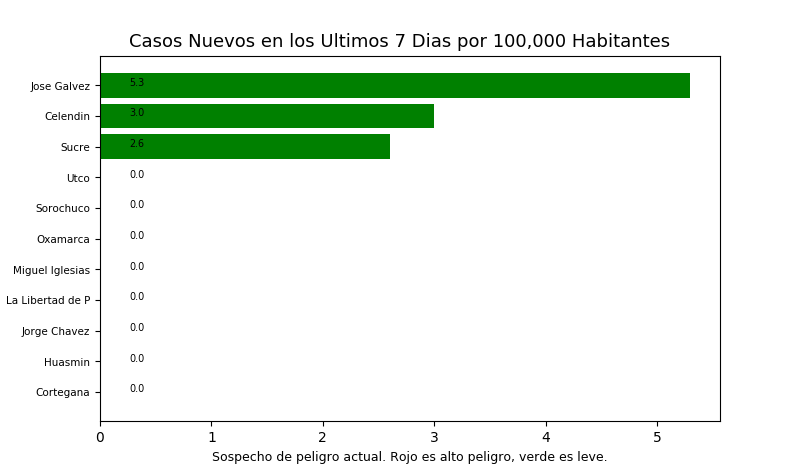 Casos Nuevos en los Ultimos 7 Dias por 100,000 Habitantes
Jose Galvez 5.3
Celendin 3.0
Sucre 2.6
Utco 0.0
Sorochuco 0.0
Oxamarca 0.0
Miguel Iglesias 0.0
La Libertad de P 0.0
Jorge Chavez 0.0
Huasmin 0.0
Cortegana 0.0
0 1 2 3 4 5
Sospecho de peligro actual. Rojo es alto peligro, verde es leve.